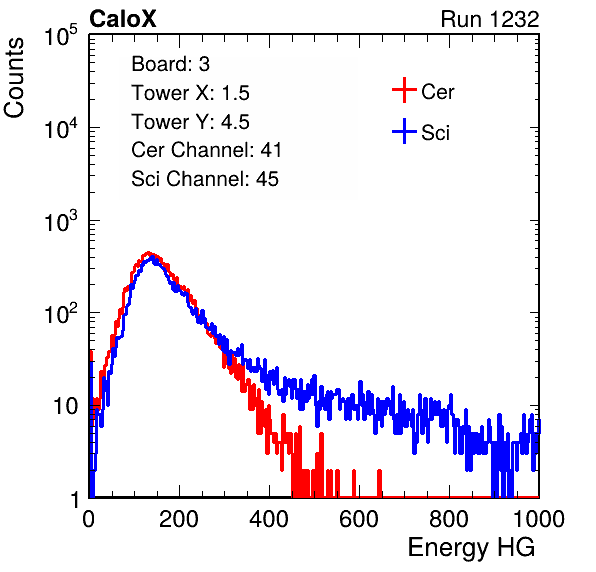 CaloX Run 1232
Counts
10^5
10^4
10^3
10^2
10
1
Board: 3
Tower X: 1.5
Tower Y: 4.5
Cer Channel: 41
Sci Channel: 45
Cer
Sci
0 200 400 600 800 1000
Energy HG